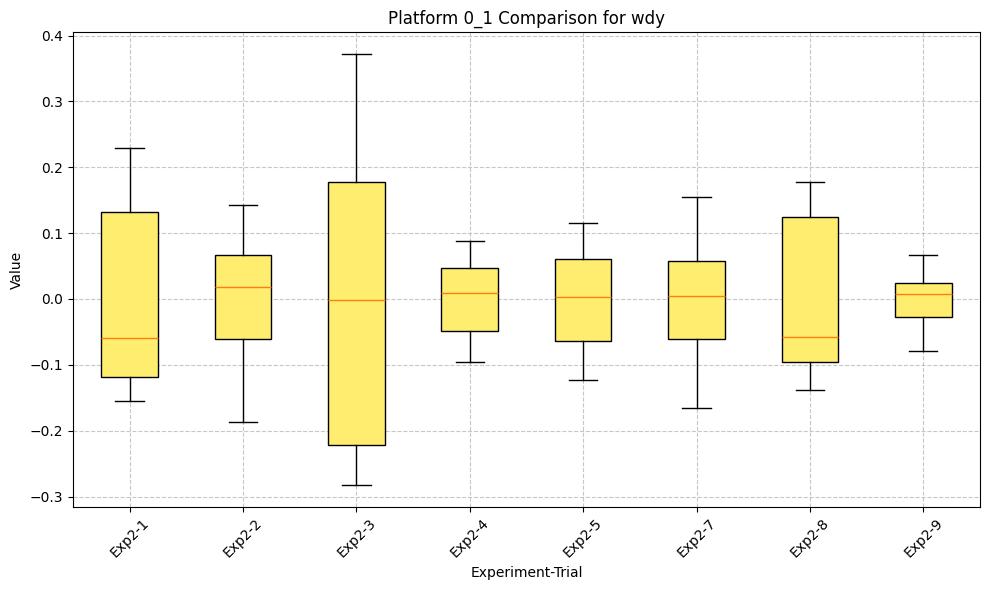 Platform 0_1 Comparison for wdy
0.4
0.3
0.2
0.1
0.0
−0.1
−0.2
−0.3
Value
Exp2-1
Exp2-2
Exp2-3
Exp2-4
Exp2-5
Exp2-7
Exp2-8
Exp2-9
Experiment-Trial